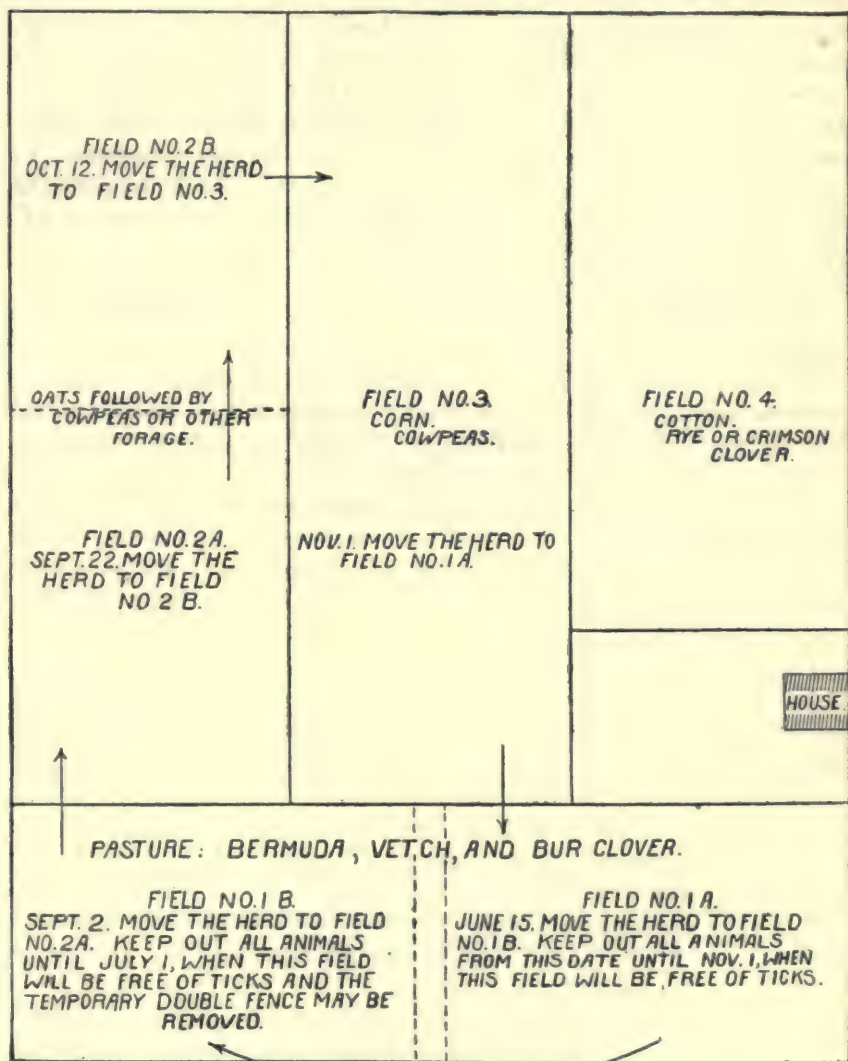 FIELD NO. 2 B.
OCT. 12. MOVE THE HERD
TO FIELD NO. 3.
OATS FOLLOWED BY
COWPEAS OR OTHER
FORAGE.
FIELD NO. 2 A.
SEPT. 22. MOVE THE
HERD TO FIELD
NO 2 B.
FIELD NO. 3.
CORN.
COWPEAS.
NOV. 1. MOVE THE HERD TO
FIELD NO. 1 A.
FIELD NO. 4.
COTTON.
RYE OR CRIMSON
CLOVER.
HOUSE.
PASTURE: BERMUDA, VETCH, AND BUR CLOVER.
FIELD NO. 1 B.
SEPT. 2. MOVE THE HERD TO FIELD
NO. 2A. KEEP OUT ALL ANIMALS
UNTIL JULY 1, WHEN THIS FIELD
WILL BE FREE OF TICKS AND THE
TEMPORARY DOUBLE FENCE MAY BE
REMOVED.
FIELD NO. 1 A.
JUNE 15. MOVE THE HERD TO FIELD
NO. 1B. KEEP OUT ALL ANIMALS
FROM THIS DATE UNTIL NOV. 1, WHEN
THIS FIELD WILL BE FREE OF TICKS.